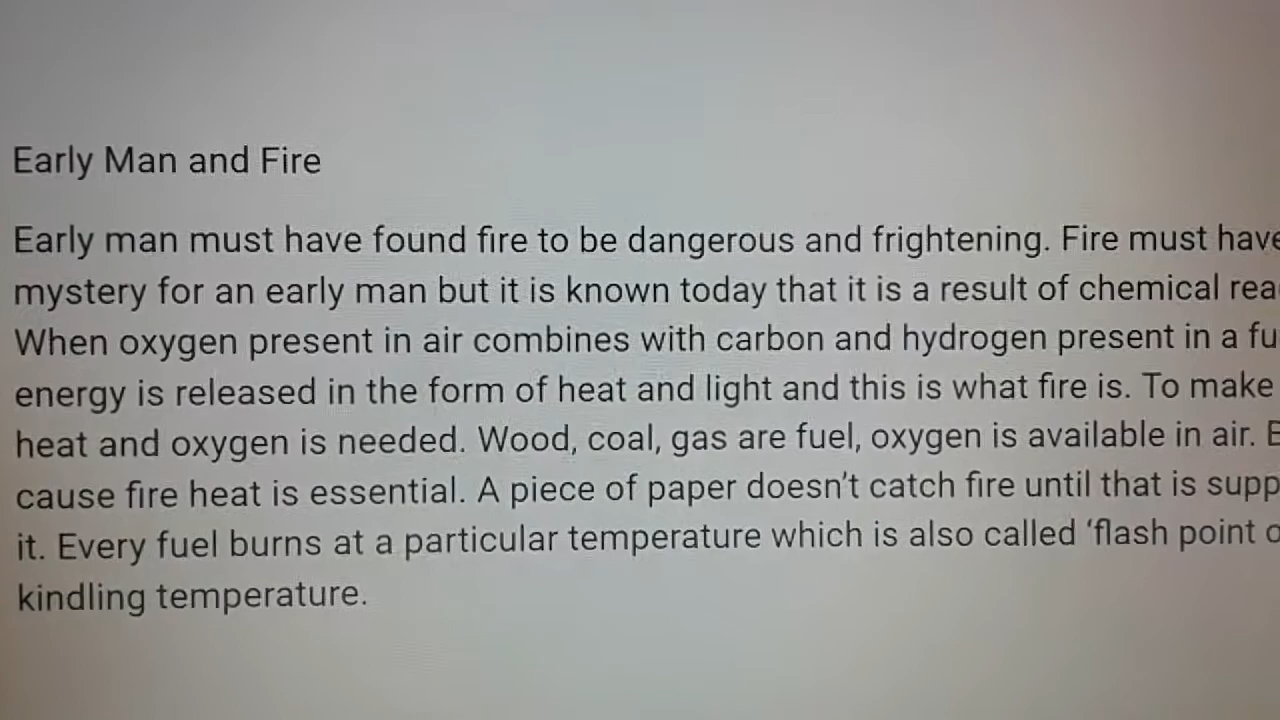 Early Man and Fire
Early man must have found fire to be dangerous and frightening. Fire must have
mystery for an early man but it is known today that it is a result of chemical
When oxygen present in air combines with carbon and hydrogen present in a
energy is released in the form of heat and light and this is what fire is. To make
heat and oxygen is needed. Wood, coal, gas are fuel, oxygen is available in air.
cause fire heat is essential. A piece of paper doesn’t catch fire until that is
it. Every fuel burns at a particular temperature which is also called ‘flash point
kindling temperature.